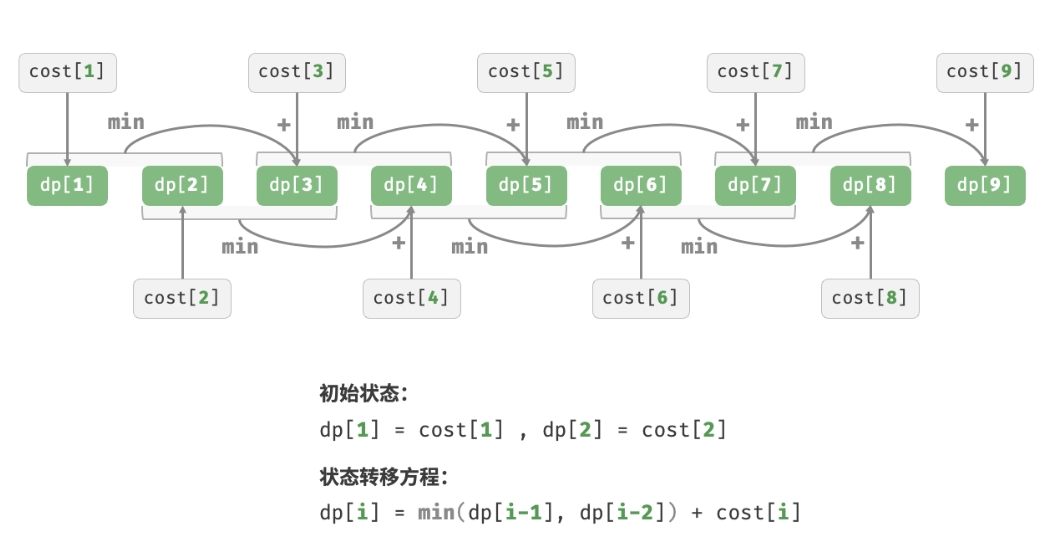 cost[1] cost[3] cost[5] cost[7] cost[9]
min + min + min + min +
dp[1] dp[2] dp[3] dp[4] dp[5] dp[6] dp[7] dp[8] dp[9]
min + min + min +
cost[2] cost[4] cost[6] cost[8]
初始状态：
dp[1] = cost[1] , dp[2] = cost[2]
状态转移方程：
dp[i] = min(dp[i-1], dp[i-2]) + cost[i]